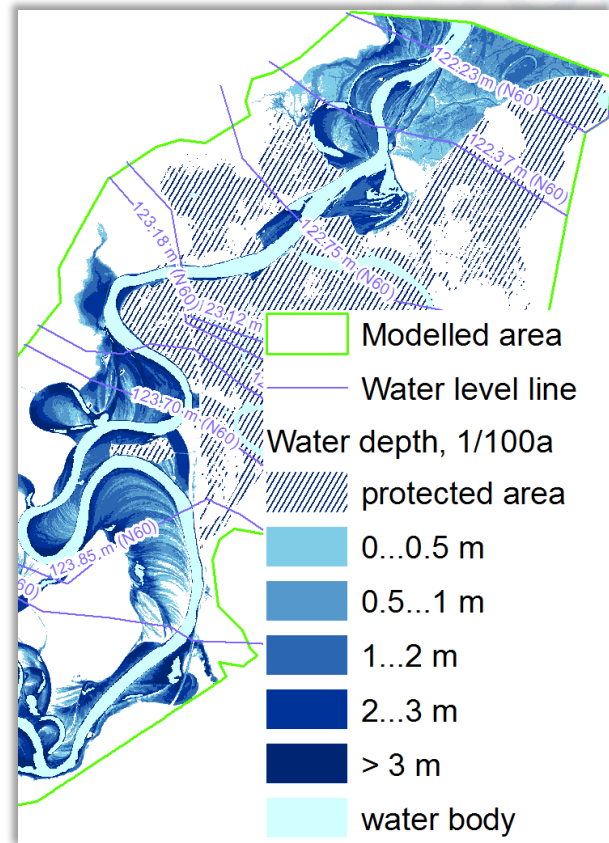 122.23 m (N60)
122.37 m (N60)
122.75 m (N60)
123.18 m (N60)
23.12 m
123.70 m (N60)
123.85 m (N60)
60)
Modelled area
Water level line
Water depth, 1/100a
protected area
0...0.5 m
0.5...1 m
1...2 m
2...3 m
> 3 m
water body